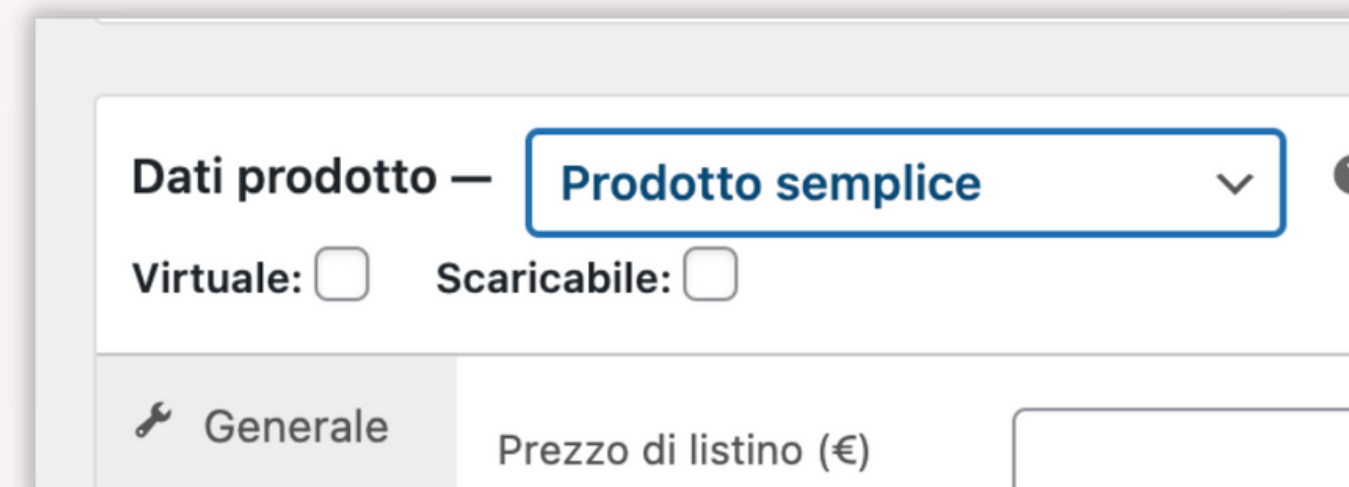 Dati prodotto — Prodotto semplice
Virtuale: Scaricabile:
Generale
Prezzo di listino (€)